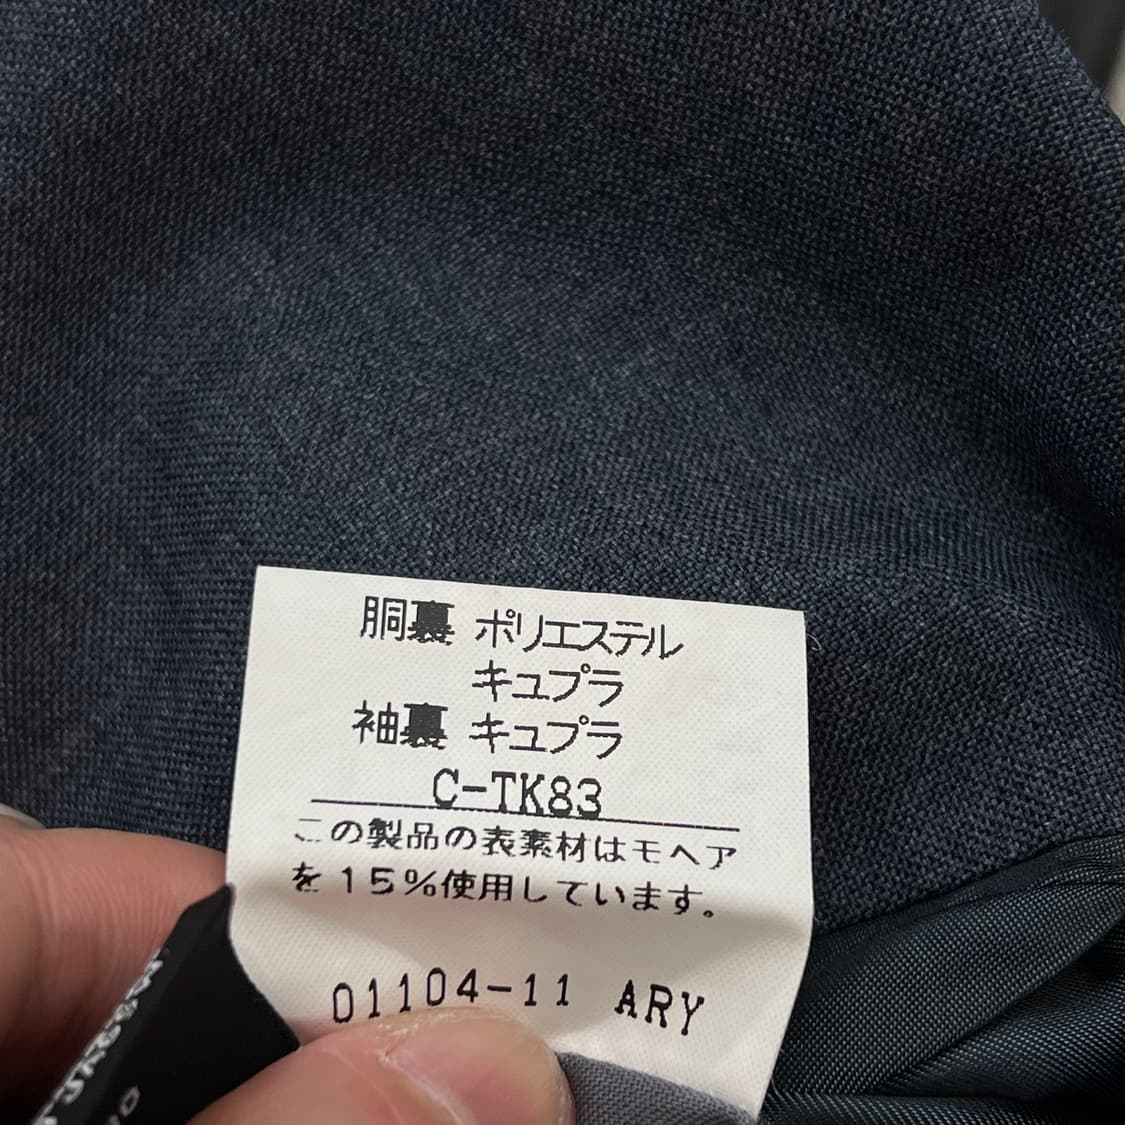 胴裏 ポリエステル
キュプラ
袖裏 キュプラ
C-TK83
この製品の表素材はモヘア
を15%使用しています。
01104-11 ARY